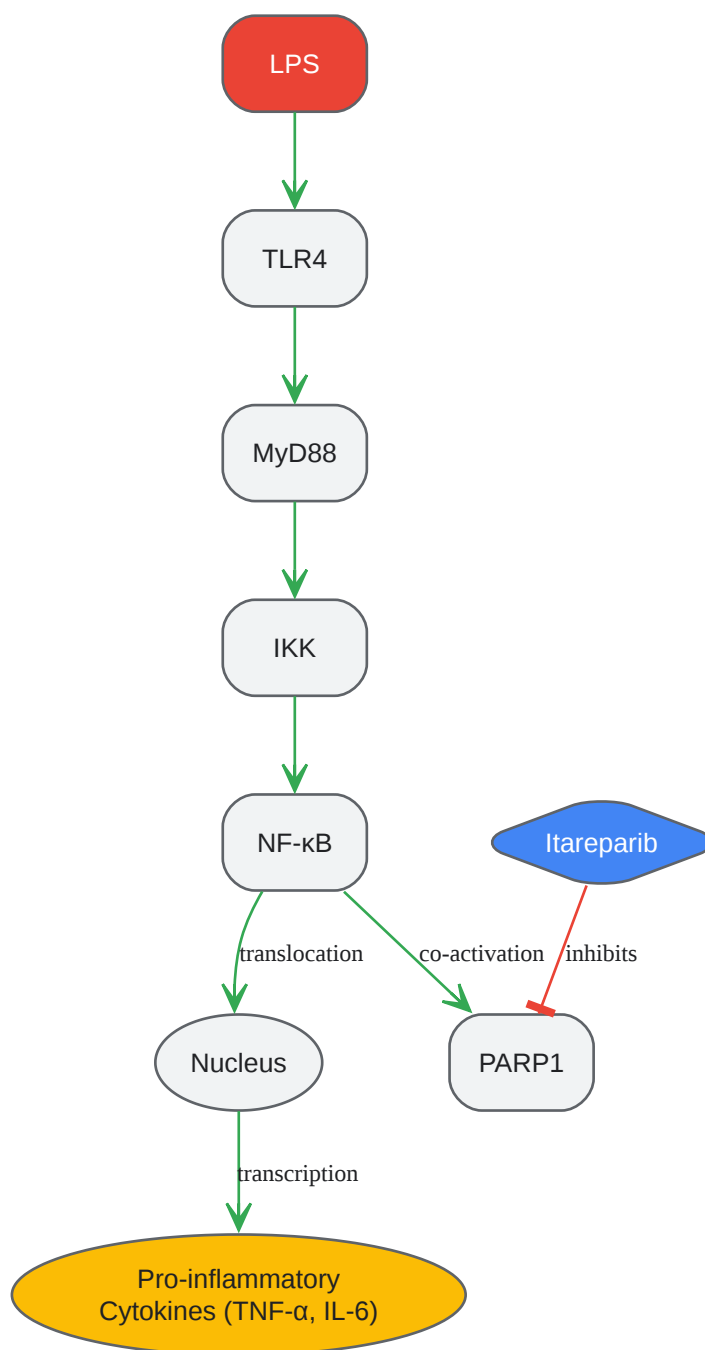 LPS
TLR4
MyD88
IKK
NF-κB
Itareparib
translocation
co-activation
inhibits
Nucleus
PARP1
transcription
Pro-inflammatory
Cytokines (TNF-α, IL-6)